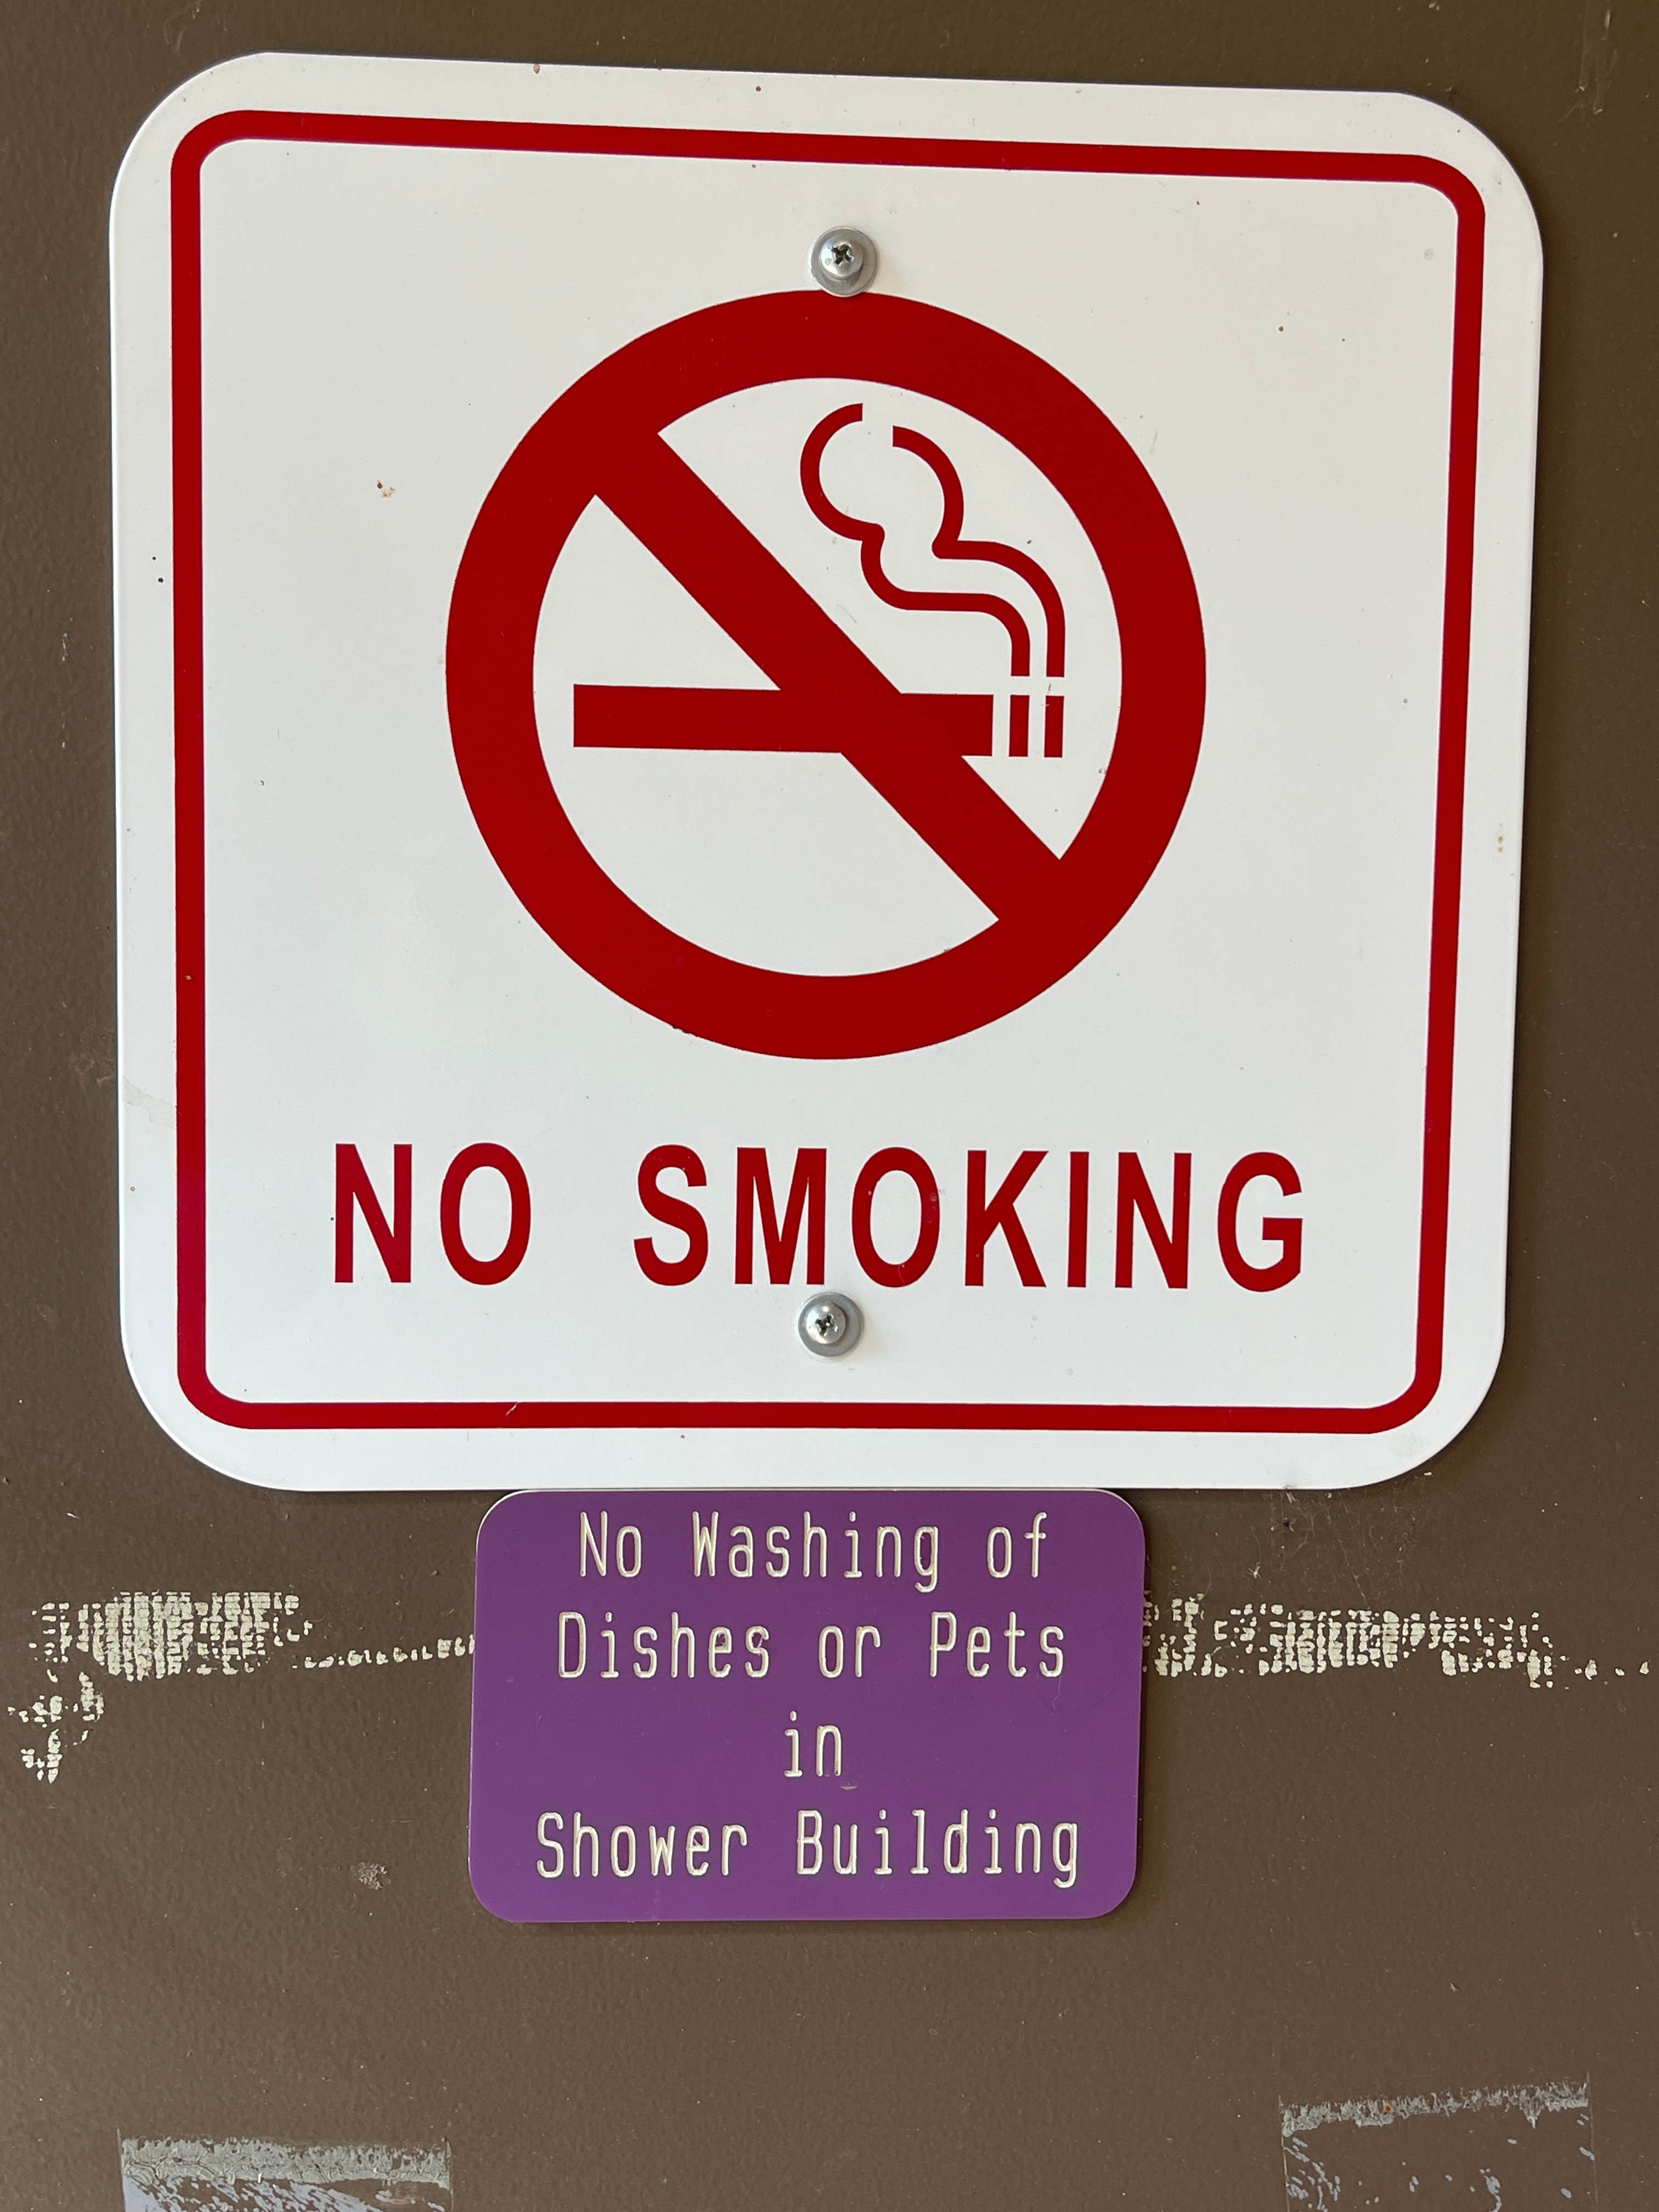 NO SMOKING
No Washing of
Dishes or Pets
in
Shower Building